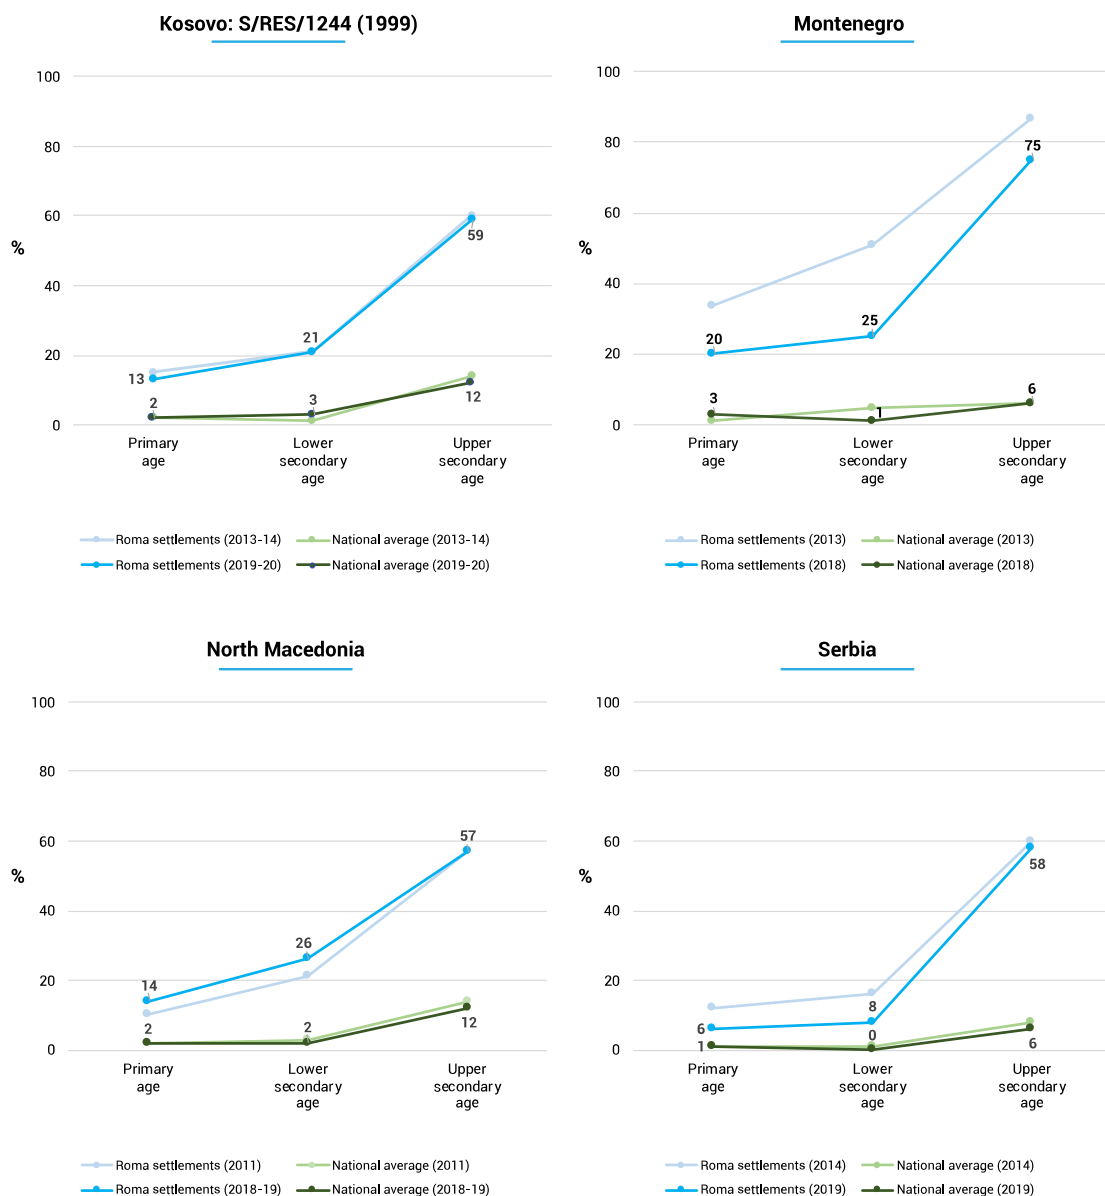 Kosovo: S/RES/1244 (1999)
100
80
60
%
40
20
0
59
21
13
2
3
12
Primary
age
Lower
secondary
age
Upper
secondary
age
Roma settlements (2013-14)
National average (2013-14)
Roma settlements (2019-20)
National average (2019-20)
Montenegro
100
80
60
%
40
20
0
75
25
20
3
1
6
Primary
age
Lower
secondary
age
Upper
secondary
age
Roma settlements (2013)
National average (2013)
Roma settlements (2018)
National average (2018)
North Macedonia
100
80
60
%
40
20
0
57
26
14
2
2
12
Primary
age
Lower
secondary
age
Upper
secondary
age
Roma settlements (2011)
National average (2011)
Roma settlements (2018-19)
National average (2018-19)
Serbia
100
80
60
%
40
20
0
58
8
6
0
1
6
Primary
age
Lower
secondary
age
Upper
secondary
age
Roma settlements (2014)
National average (2014)
Roma settlements (2019)
National average (2019)